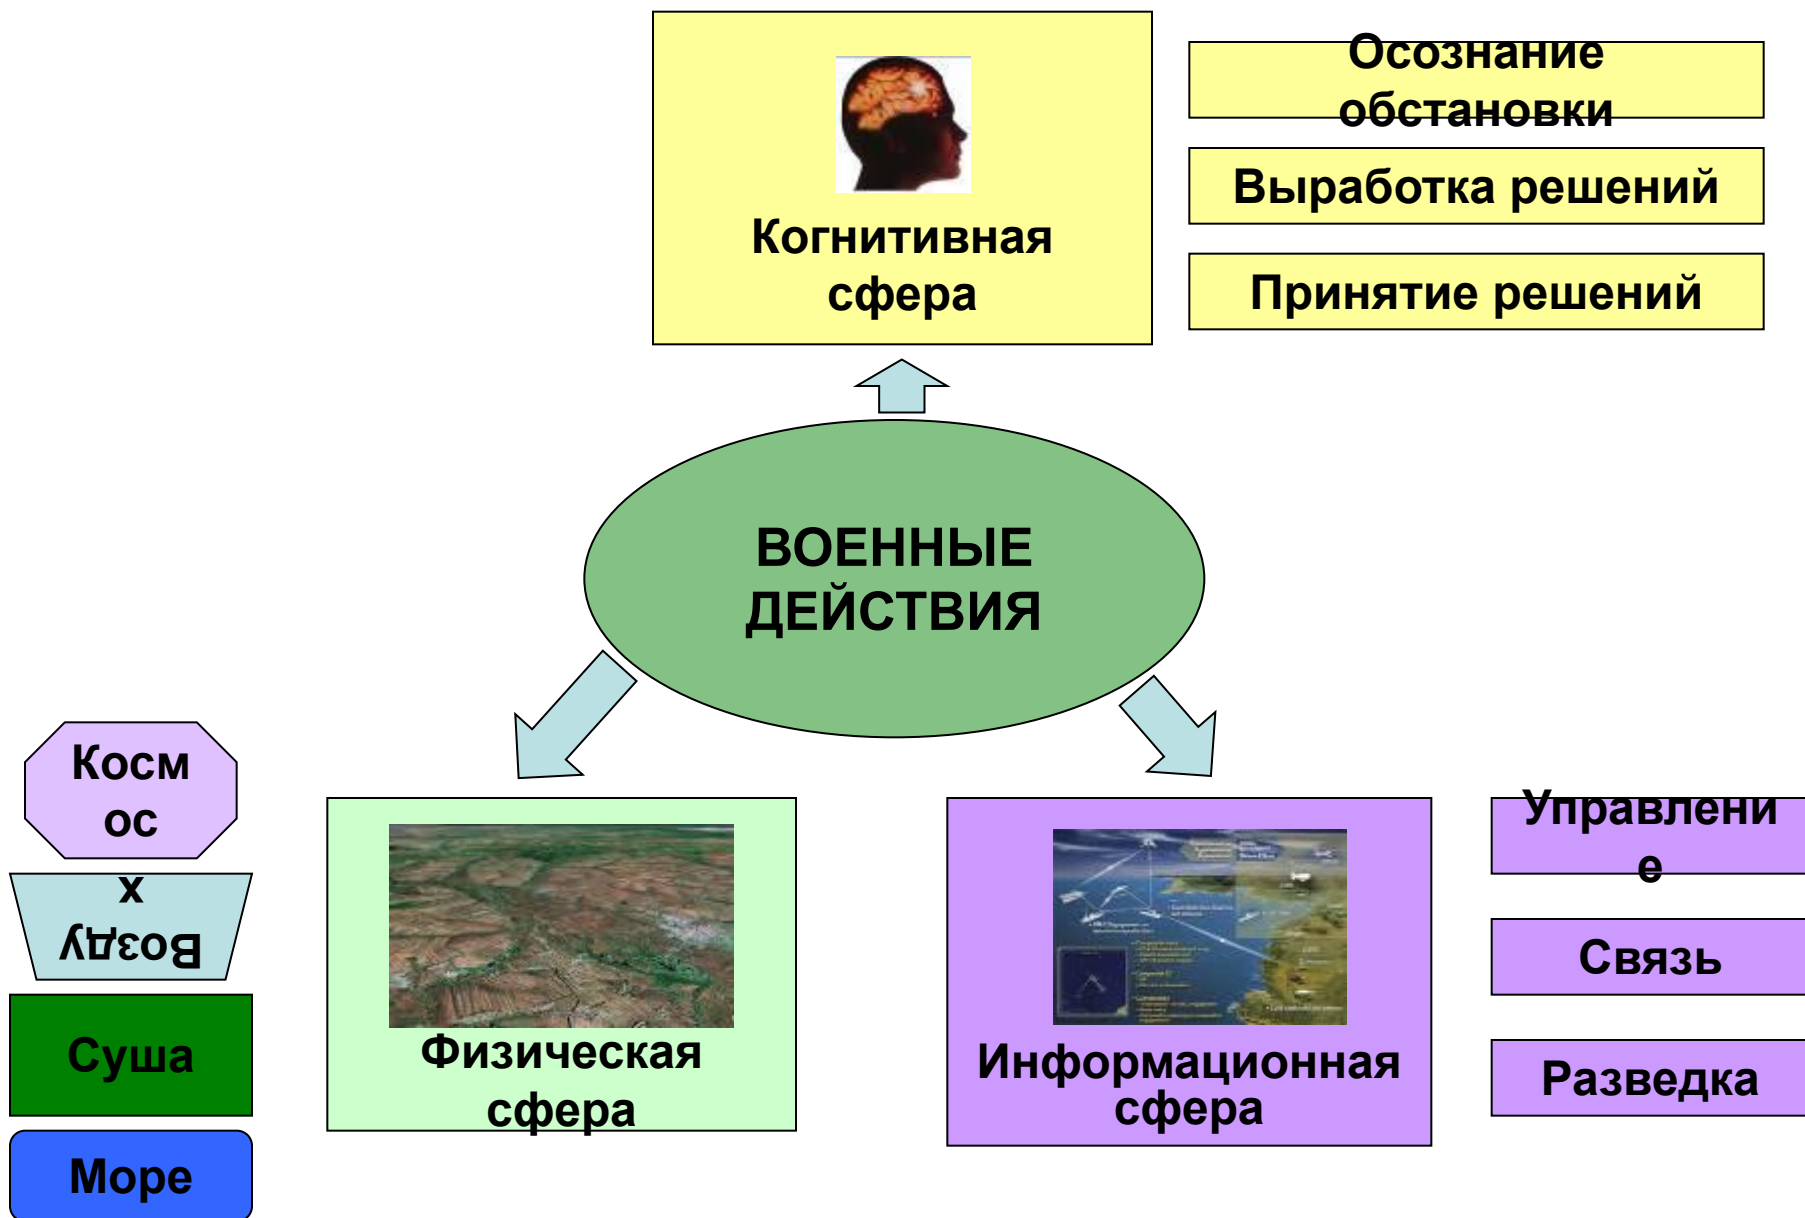 Осознание
обстановки
Выработка решений
Принятие решений
Когнитивная
сфера
ВОЕННЫЕ
ДЕЙСТВИЯ
Косм
ос
Возду
х
Суша
Море
Физическая
сфера
Информационная
сфера
Управлени
е
Связь
Разведка